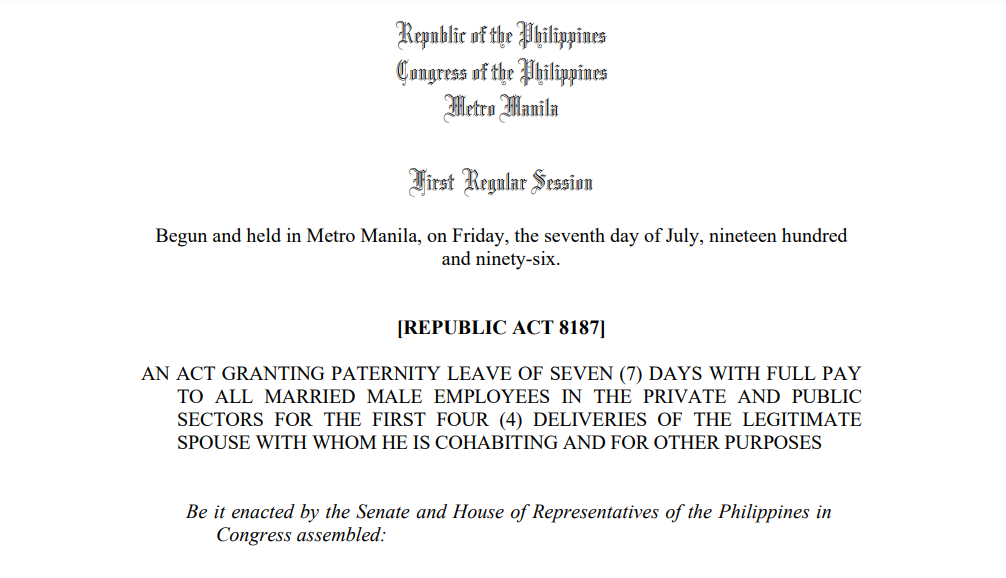 Republic of the Philippines
Congress of the Philippines
Metro Manila
First Regular Session
Begun and held in Metro Manila, on Friday, the seventh day of July, nineteen hundred
and ninety-six.
[REPUBLIC ACT 8187]
AN ACT GRANTING PATERNITY LEAVE OF SEVEN (7) DAYS WITH FULL PAY
TO ALL MARRIED MALE EMPLOYEES IN THE PRIVATE AND PUBLIC
SECTORS FOR THE FIRST FOUR (4) DELIVERIES OF THE LEGITIMATE
SPOUSE WITH WHOM HE IS COHABITING AND FOR OTHER PURPOSES
Be it enacted by the Senate and House of Representatives of the Philippines in
Congress assembled: